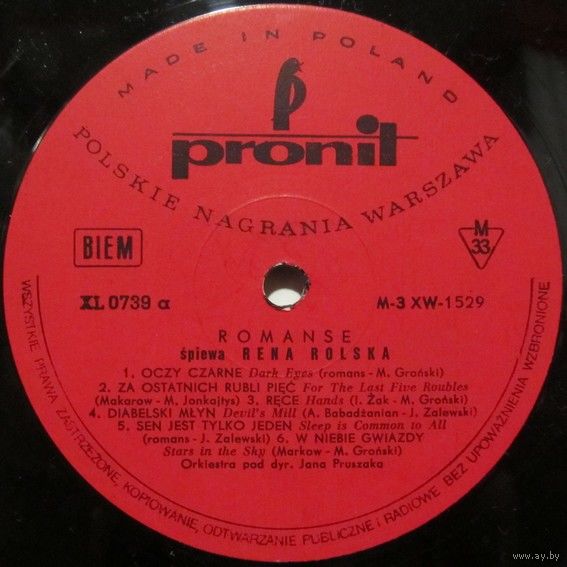 MADE IN POLAND
pronit
POLSKIE NAGRANIA WARSZAWA
BIEM
M
33
XL 0739 a
M-3 XW-1529
ROMANSE
śpiewa RENA ROLSKA
1. OCZY CZARNE Dark Eyes (romans - M. Groński)
2. ZA OSTATNICH RUBLI PIĘĆ For The Last Five Roubles
(Makarow - M. Jonkajtys) 3. RĘCE Hands (I. Żak - M. Groński)
4. DIABELSKI MŁYN Devil's Mill (A. Babadżanian - J. Zalewski)
5. SEN JEST TYLKO JEDEN Sleep is Common to All
(romans - J. Zalewski) 6. W NIEBIE GWIAZDY
Stars in the Sky (Markow - M. Groński)
Orkiestra pod dyr. Jana Pruszaka
WSZYSTKIE PRAWA ZASTRZEŻONE, KOPIOWANIE, ODTWARZANIE PUBLICZNE I RADIOWE BEZ UPOWAŻNIENIA WZBRONIONE
www.ay.by